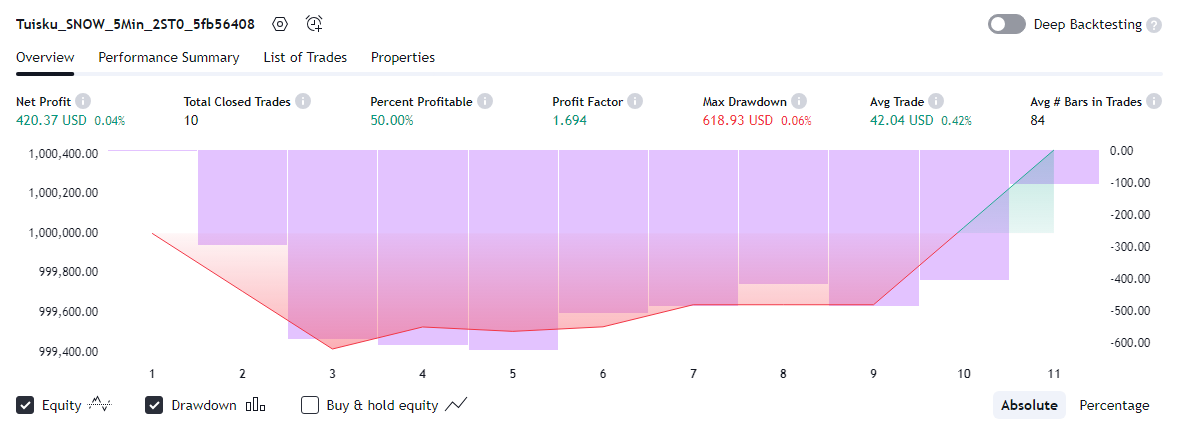 Tuisku_SNOW_5Min_2ST0_5fb56408 Deep Backtesting ?
Overview Performance Summary List of Trades Properties
Net Profit Total Closed Trades Percent Profitable Profit Factor Max Drawdown Avg Trade Avg # Bars in Trades
420.37 USD 0.04% 10 50.00% 1.694 618.93 USD 0.06% 42.04 USD 0.42% 84
1,000,400.00 0.00
-100.00
1,000,200.00
-200.00
1,000,000.00
-300.00
999,800.00
-400.00
999,600.00
-500.00
999,400.00 -600.00
1 2 3 4 5 6 7 8 9 10 11
Equity Drawdown Buy & hold equity Absolute Percentage